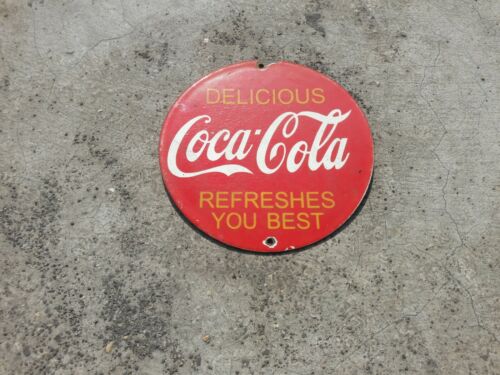 DELICIOUS
Coca-Cola
REFRESHES
YOU BEST